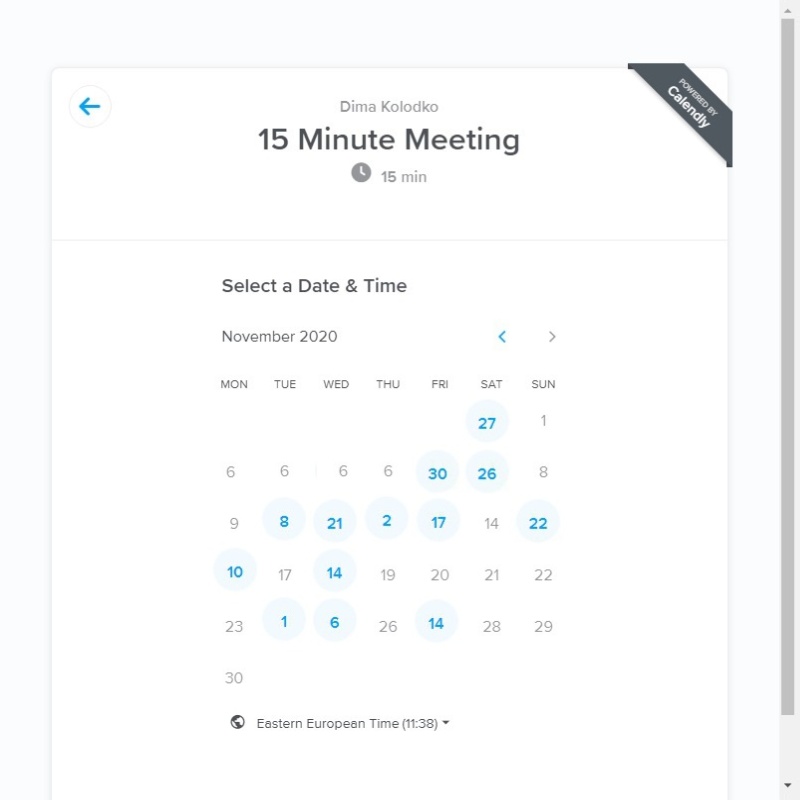 Dima Kolodko
15 Minute Meeting
15 min
POWERED BY
Calendly
Select a Date & Time
November 2020
MON TUE WED THU FRI SAT SUN
27 1
6 6 6 6 30 26 8
9 8 21 2 17 14 22
10 17 14 19 20 21 22
23 1 6 26 14 28 29
30
Eastern European Time (11:38)